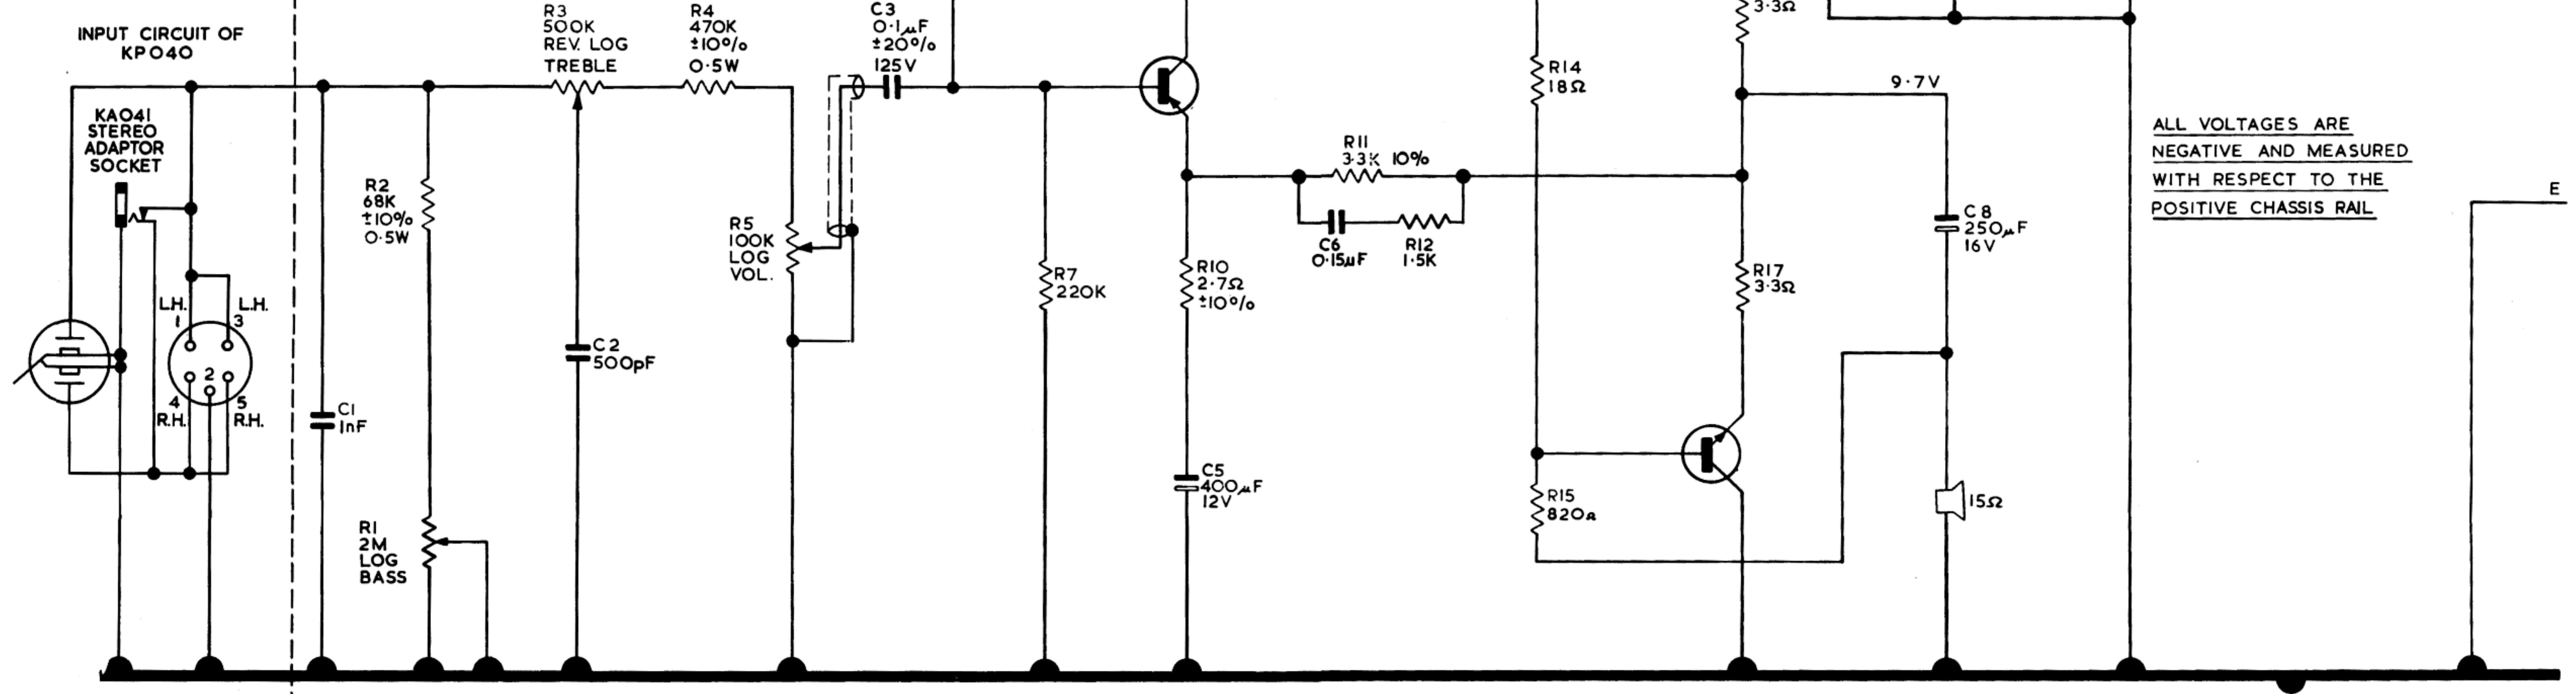 INPUT CIRCUIT OF
KPO40
KAO41
STEREO
ADAPTOR
SOCKET
L.H.
1
L.H.
3
2
4
R.H.
5
R.H.
C1
1nF
R2
68K
±10%
0·5W
R1
2M
LOG
BASS
R3
500K
REV. LOG
TREBLE
C2
500pF
R4
470K
±10%
0·5W
R5
100K
LOG
VOL.
C3
0·1µF
±20%
125V
R7
220K
R10
2·7Ω
±10%
C5
400µF
12V
R11
3·3K 10%
C6
0·15µF
R12
1·5K
R14
18Ω
R15
820Ω
3·3Ω
R17
3·3Ω
9·7V
C8
250µF
16V
15Ω
ALL VOLTAGES ARE
NEGATIVE AND MEASURED
WITH RESPECT TO THE
POSITIVE CHASSIS RAIL
E